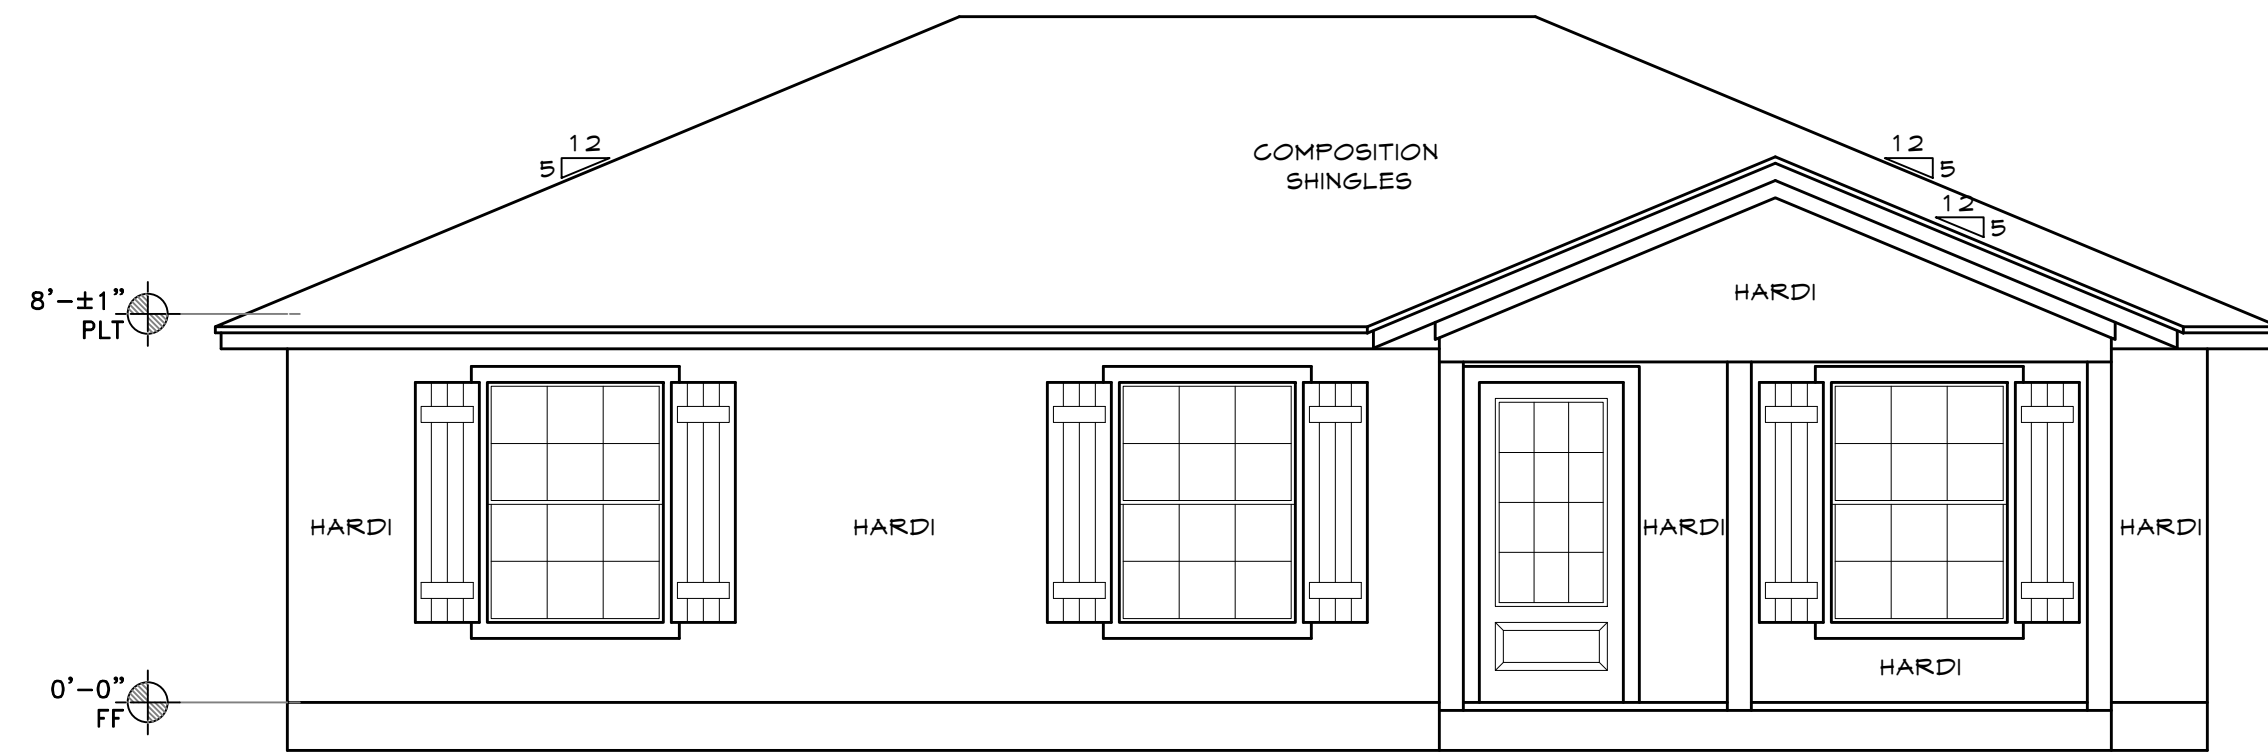 12
5
12
5
COMPOSITION
SHINGLES
12
5
HARDI
8'-±1"
PLT
HARDI
HARDI
HARDI
HARDI
HARDI
0'-0"
FF